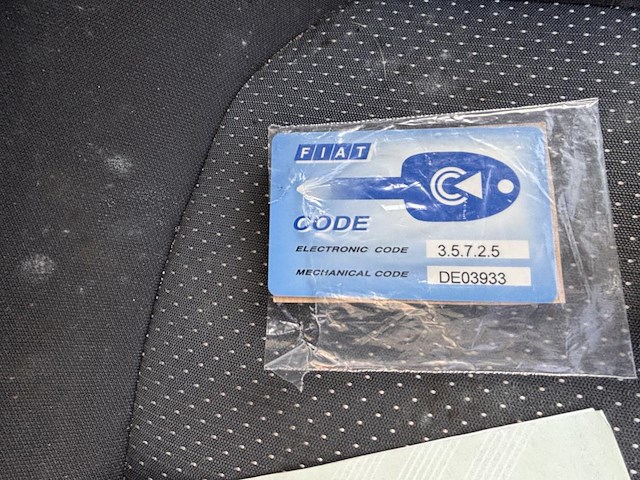 FIAT
CODE
ELECTRONIC CODE 3.5.7.2.5
MECHANICAL CODE DE03933